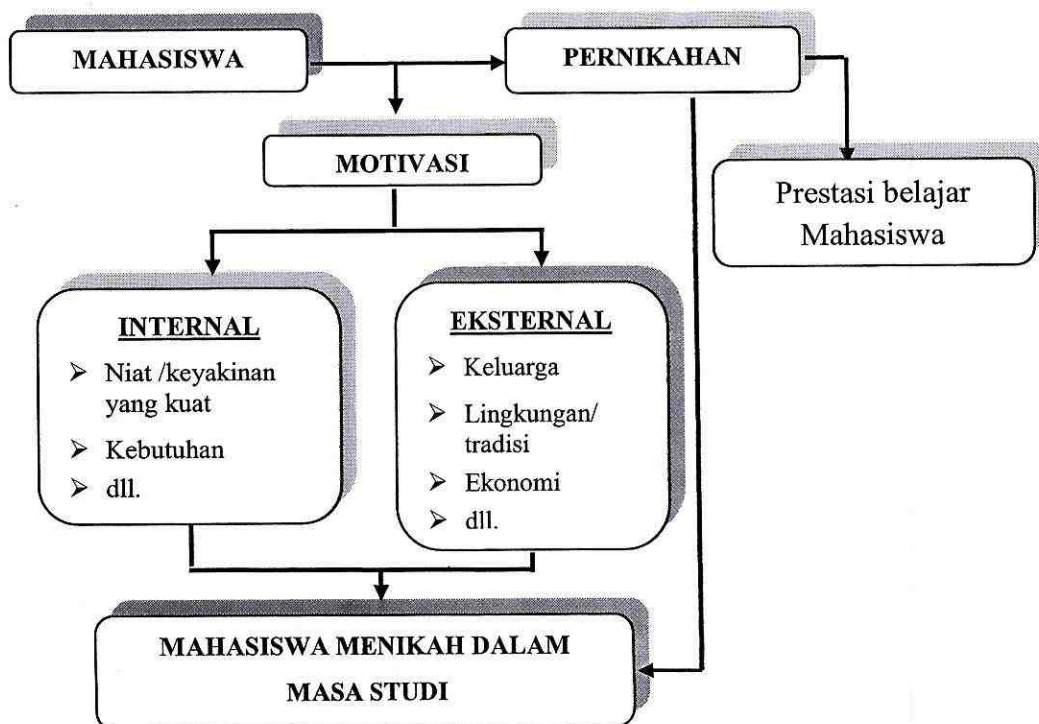 MAHASISWA
PERNIKAHAN
MOTIVASI
Prestasi belajar
Mahasiswa
INTERNAL
➢ Niat /keyakinan
yang kuat
➢ Kebutuhan
➢ dll.
EKSTERNAL
➢ Keluarga
➢ Lingkungan/
tradisi
➢ Ekonomi
➢ dll.
MAHASISWA MENIKAH DALAM
MASA STUDI